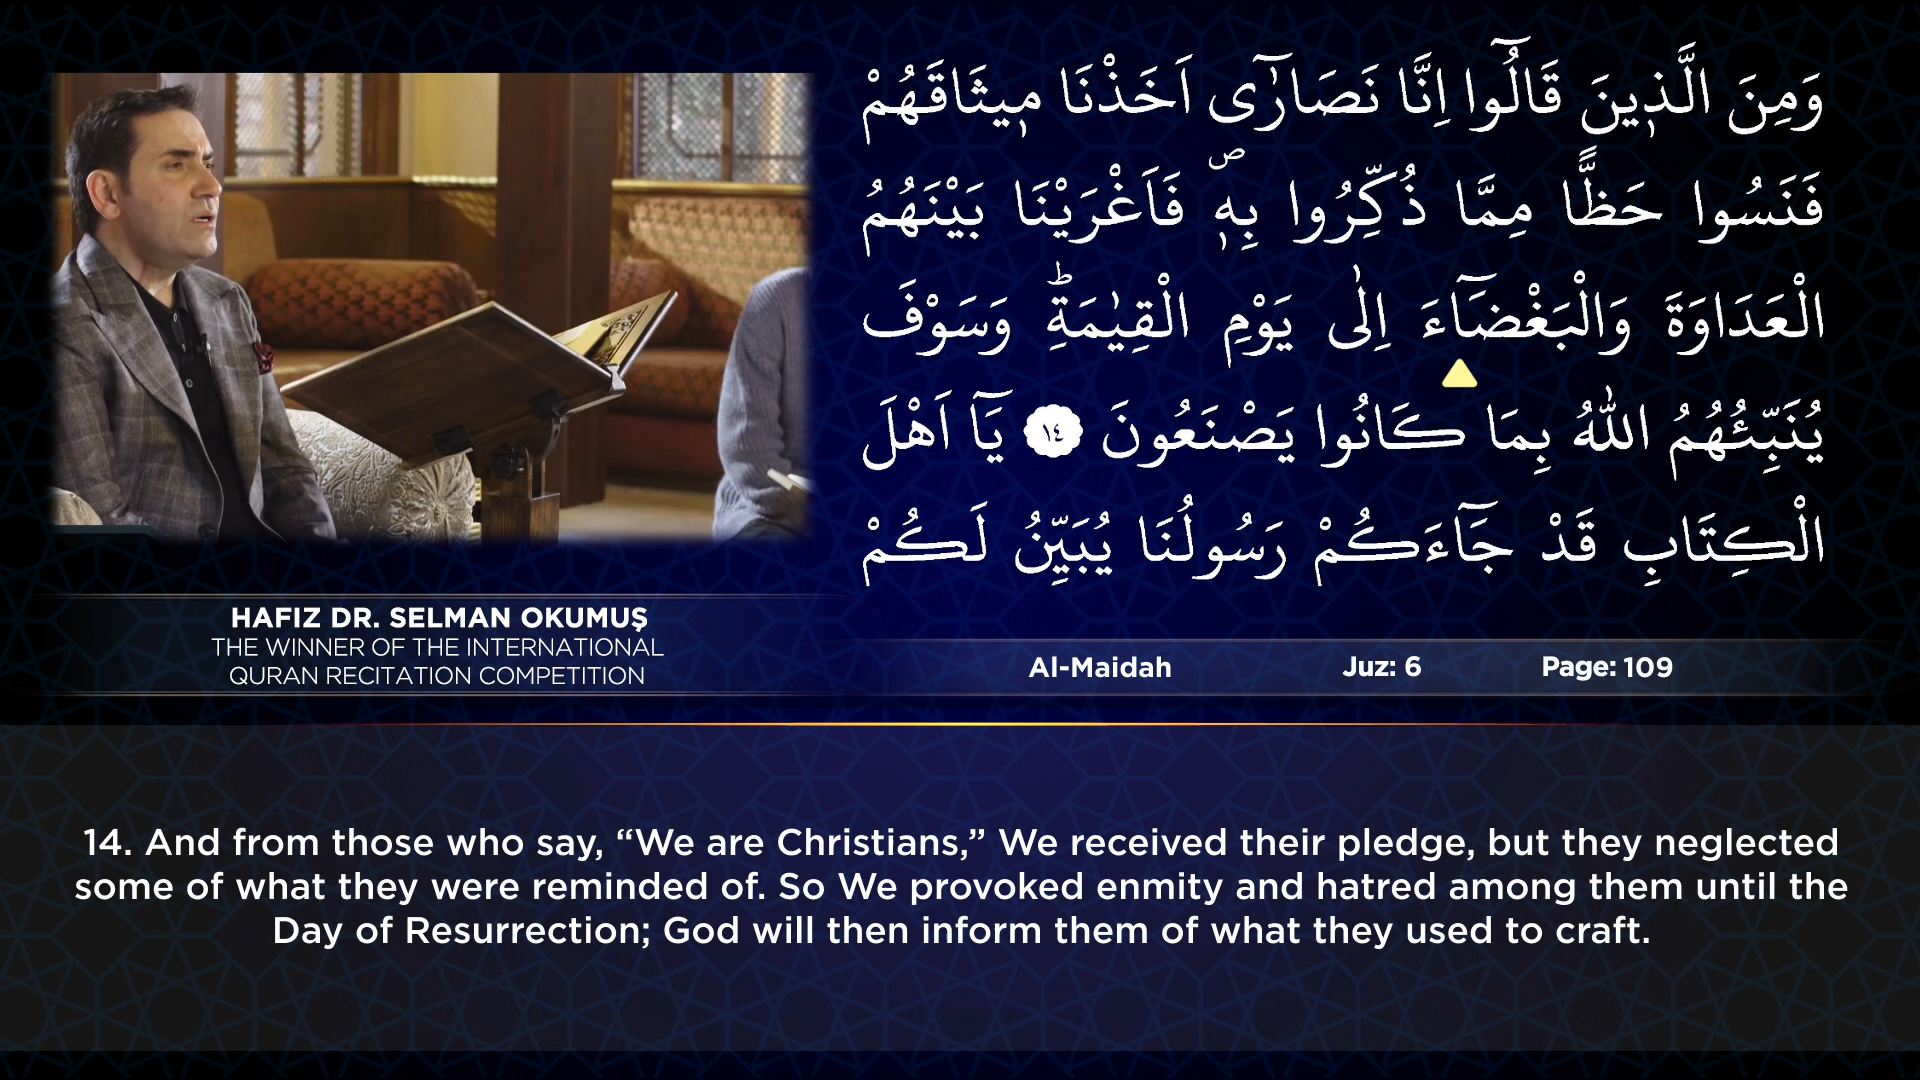 وَمِنَ الَّذٖينَ قَالُٓوا اِنَّا نَصَارٰٓى اَخَذْنَا مٖيثَاقَهُمْ
فَنَسُوا حَظًّا مِمَّا ذُكِّرُوا بِهٖࣕ فَاَغْرَيْنَا بَيْنَهُمُ
الْعَدَاوَةَ وَالْبَغْضَٓاءَ اِلٰى يَوْمِ الْقِيٰمَةِؕ وَسَوْفَ
يُنَبِّئُهُمُ اللّٰهُ بِمَا كَانُوا يَصْنَعُونَ ١٤ يَٓا اَهْلَ
الْكِتَابِ قَدْ جَٓاءَكُمْ رَسُولُنَا يُبَيِّنُ لَكُمْ
HAFIZ DR. SELMAN OKUMUŞ
THE WINNER OF THE INTERNATIONAL
QURAN RECITATION COMPETITION
Al-Maidah Juz: 6 Page: 109
14. And from those who say, “We are Christians,” We received their pledge, but they neglected
some of what they were reminded of. So We provoked enmity and hatred among them until the
Day of Resurrection; God will then inform them of what they used to craft.